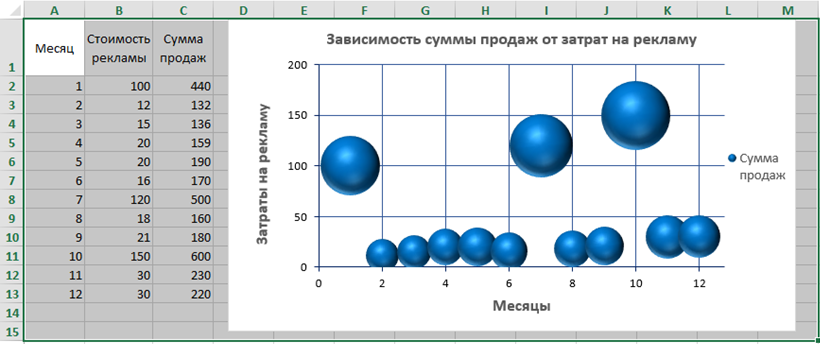 A B C D E F G H I J K L M
1 Месяц Стоимость рекламы Сумма продаж
2 1 100 440
3 2 12 132
4 3 15 136
5 4 20 159
6 5 20 190
7 6 16 170
8 7 120 500
9 8 18 160
10 9 21 180
11 10 150 600
12 11 30 230
13 12 30 220
14
15
Зависимость суммы продаж от затрат на рекламу
Затраты на рекламу
200
150
100
50
0
0 2 4 6 8 10 12
Месяцы
Сумма
продаж